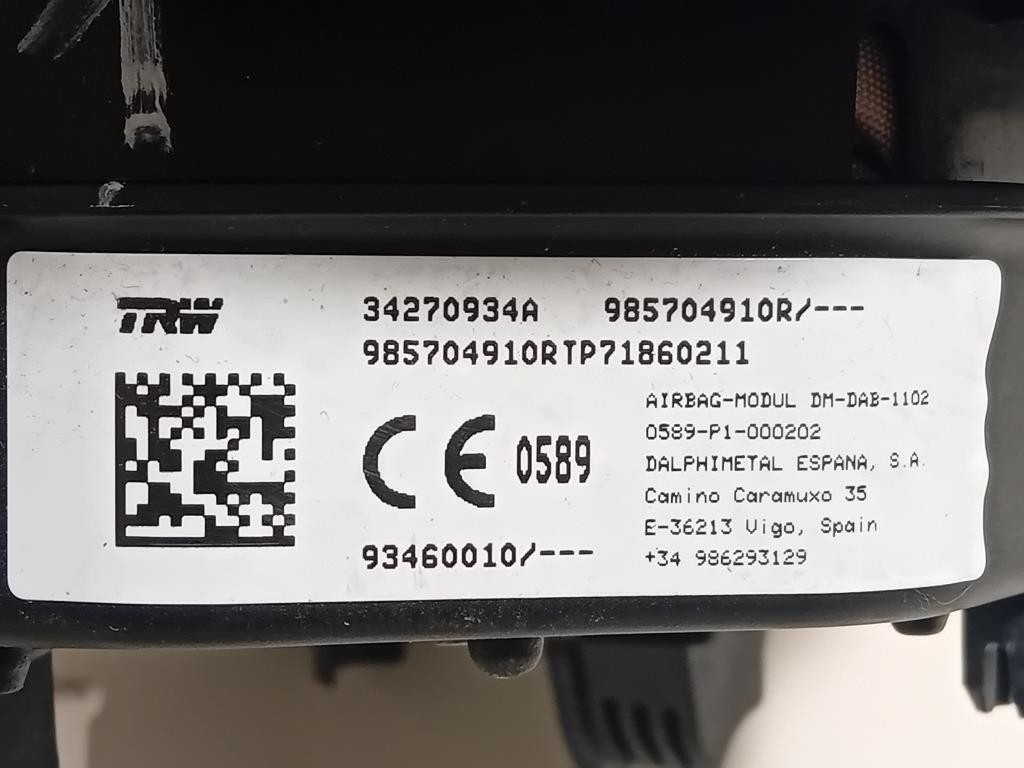 TRW
34270934A 985704910R/---
985704910RTP71860211
AIRBAG-MODUL DM-DAB-1102
0589-P1-000202
DALPHIMETAL ESPANA, S.A.
Camino Caramuxo 35
E-36213 Vigo, Spain
+34 986293129
CE 0589
93460010/---